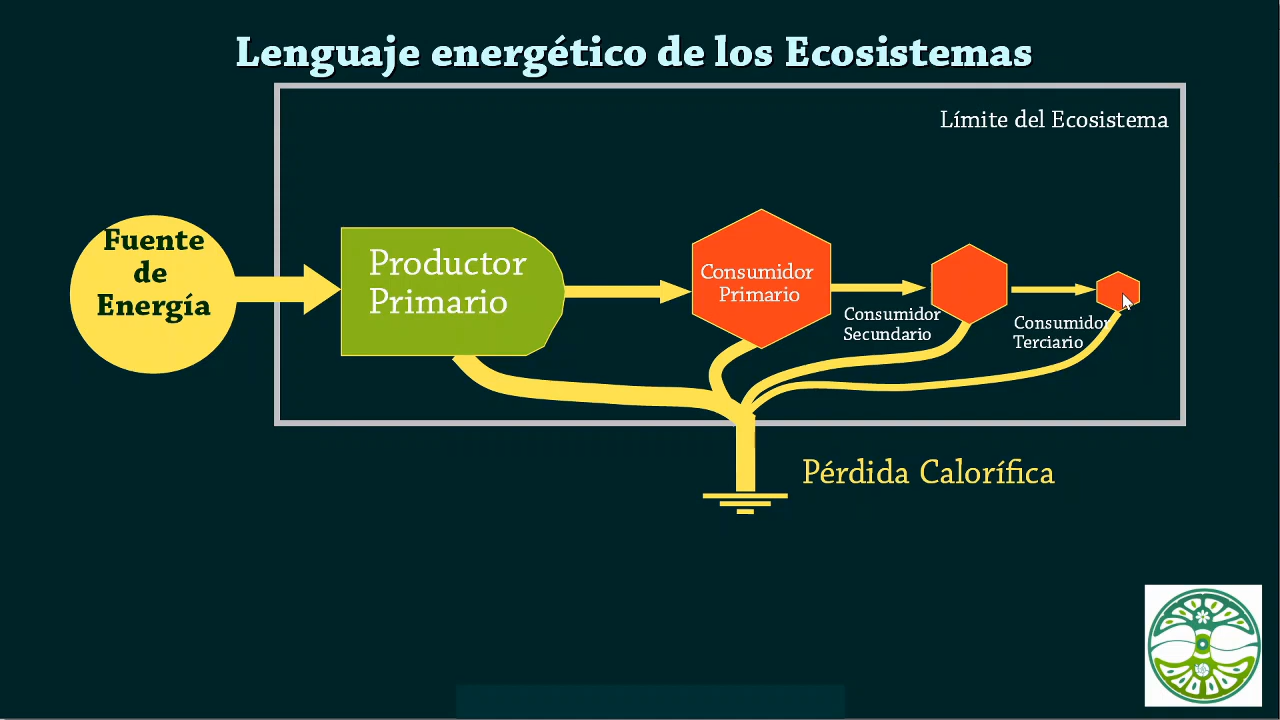 Lenguaje energético de los Ecosistemas
Límite del Ecosistema
Fuente
de
Energía
Productor
Primario
Consumidor
Primario
Consumidor
Secundario
Consumidor
Terciario
Pérdida Calorífica